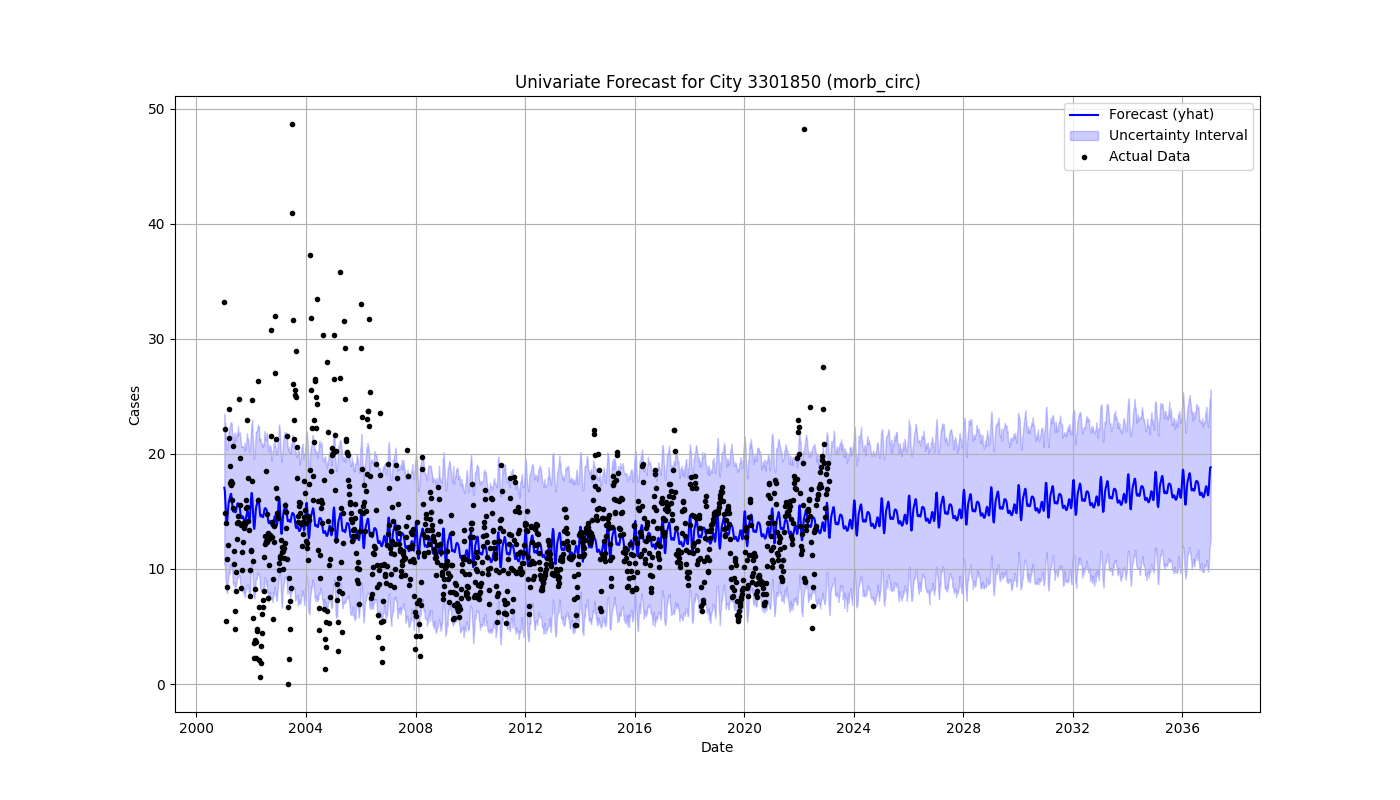 Univariate Forecast for City 3301850 (morb_circ)
Forecast (yhat)
Uncertainty Interval
Actual Data
Cases
50
40
30
20
10
0
2000 2004 2008 2012 2016 2020 2024 2028 2032 2036
Date